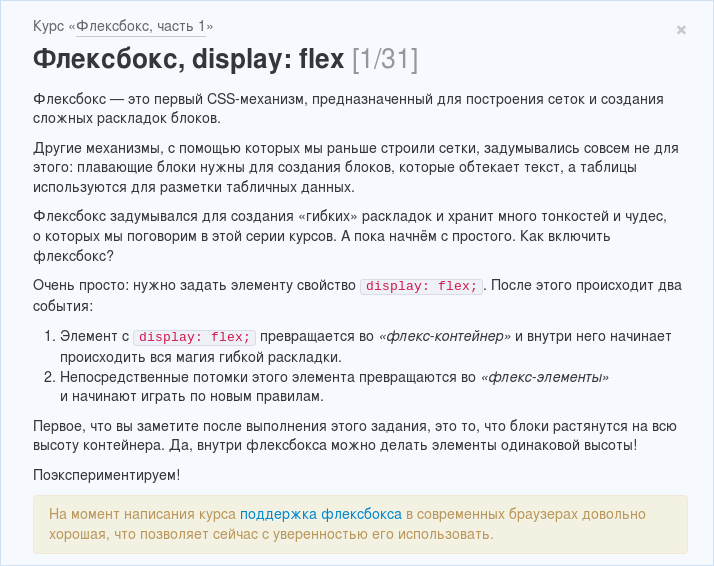 Курс «Флексбокс, часть 1»
×
Флексбокс, display: flex [1/31]
Флексбокс — это первый CSS-механизм, предназначенный для построения сеток и создания
сложных раскладок блоков.
Другие механизмы, с помощью которых мы раньше строили сетки, задумывались совсем не для
этого: плавающие блоки нужны для создания блоков, которые обтекает текст, а таблицы
используются для разметки табличных данных.
Флексбокс задумывался для создания «гибких» раскладок и хранит много тонкостей и чудес,
о которых мы поговорим в этой серии курсов. А пока начнём с простого. Как включить
флексбокс?
Очень просто: нужно задать элементу свойство display: flex;. После этого происходит два
события:
1. Элемент с display: flex; превращается во «флекс-контейнер» и внутри него начинает
происходить вся магия гибкой раскладки.
2. Непосредственные потомки этого элемента превращаются во «флекс-элементы»
и начинают играть по новым правилам.
Первое, что вы заметите после выполнения этого задания, это то, что блоки растянутся на всю
высоту контейнера. Да, внутри флексбокса можно делать элементы одинаковой высоты!
Поэкспериментируем!
На момент написания курса поддержка флексбокса в современных браузерах довольно
хорошая, что позволяет сейчас с уверенностью его использовать.